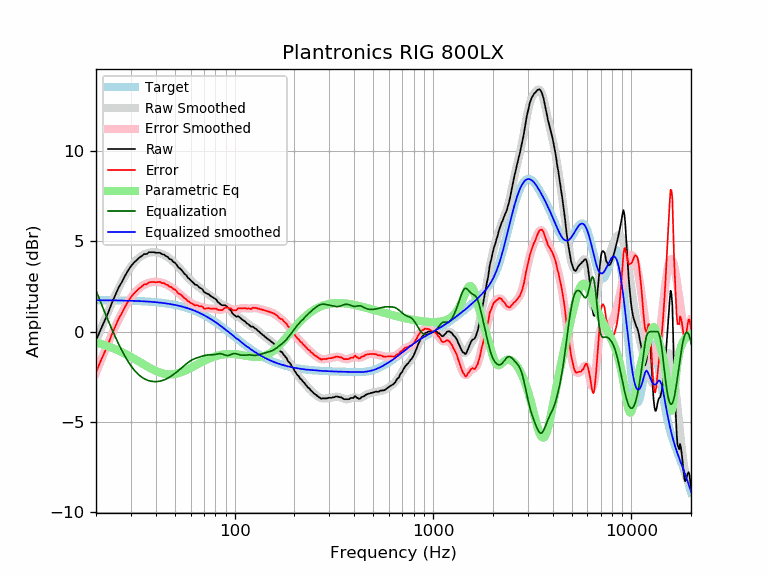 Plantronics RIG 800LX
Target
Raw Smoothed
Error Smoothed
Raw
Error
Parametric Eq
Equalization
Equalized smoothed
Amplitude (dBr)
10
5
0
−5
−10
100
1000
10000
Frequency (Hz)